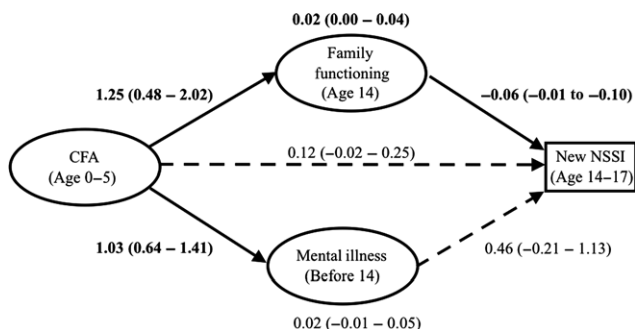 0.02 (0.00 – 0.04)
Family
functioning
(Age 14)
1.25 (0.48 – 2.02)
–0.06 (–0.01 to –0.10)
CFA
(Age 0–5)
0.12 (–0.02 – 0.25)
New NSSI
(Age 14–17)
1.03 (0.64 – 1.41)
Mental illness
(Before 14)
0.46 (–0.21 – 1.13)
0.02 (–0.01 – 0.05)